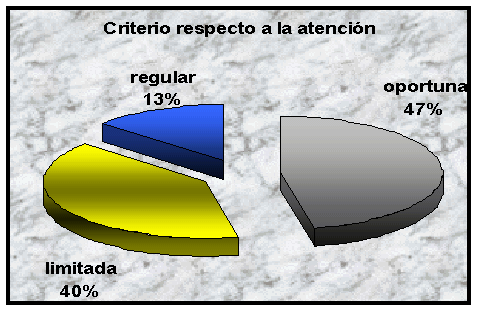 Criterio respecto a la atención
regular
13%
oportuna
47%
limitada
40%